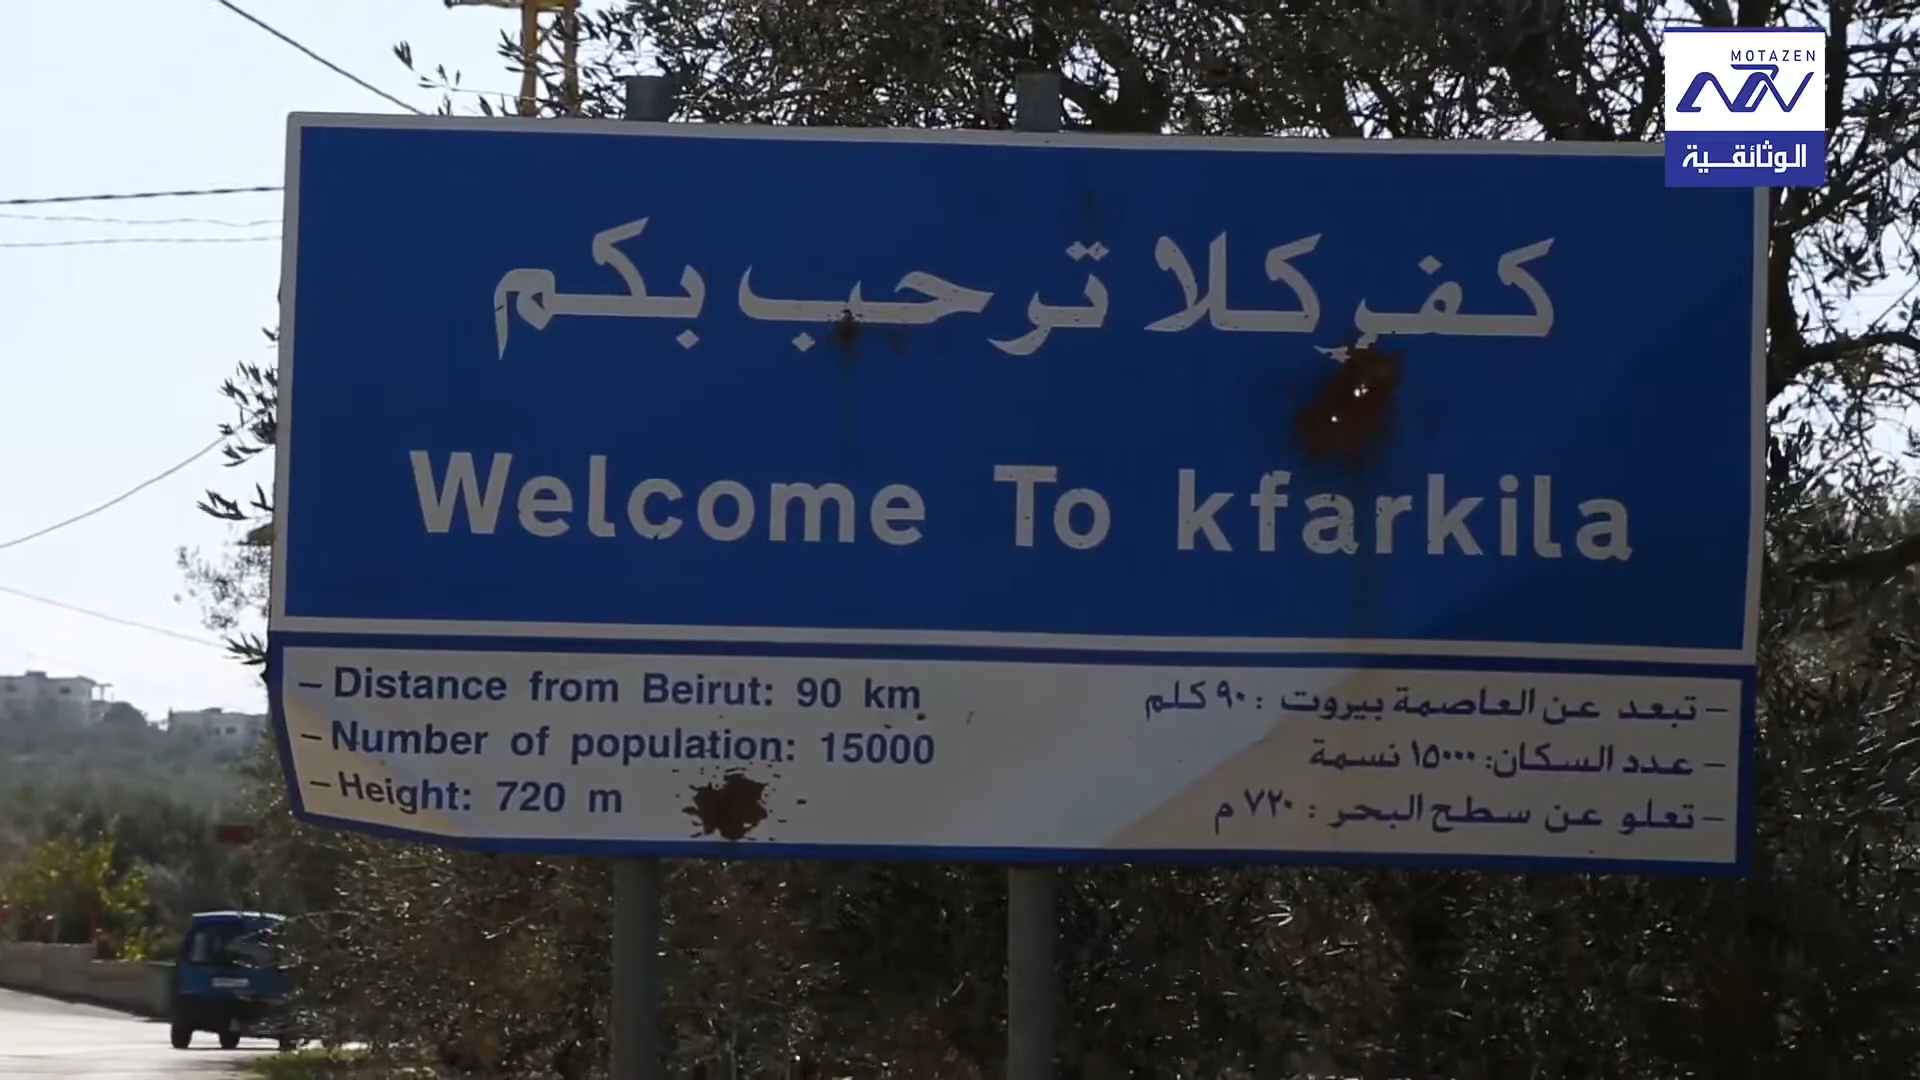 MOTAZEN
الوثائقية
كفركلا ترحب بكم
Welcome To kfarkila
– Distance from Beirut: 90 km
– Number of population: 15000
– Height: 720 m
– تبعد عن العاصمة بيروت : ٩٠ كلم
– عدد السكان: ١٥٠٠٠ نسمة
– تعلو عن سطح البحر : ٧٢٠ م